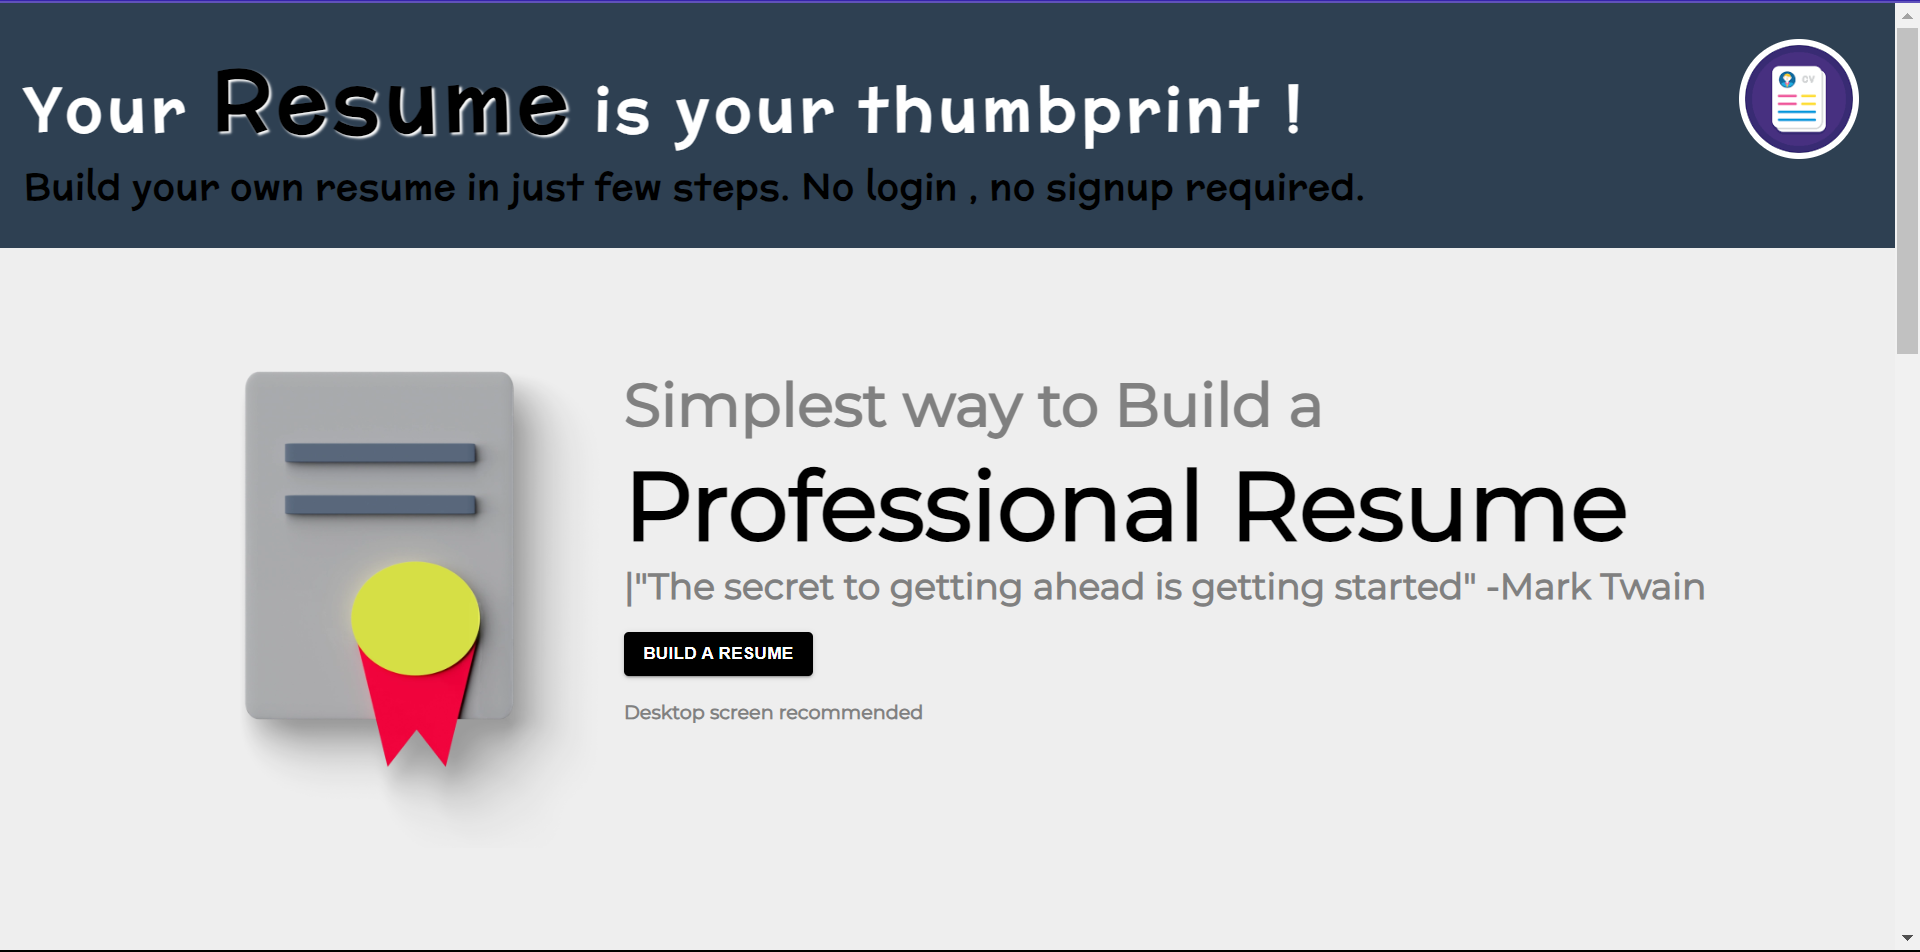 Your Resume is your thumbprint !
CV
Build your own resume in just few steps. No login , no signup required.
Simplest way to Build a
Professional Resume
|"The secret to getting ahead is getting started" -Mark Twain
BUILD A RESUME
Desktop screen recommended